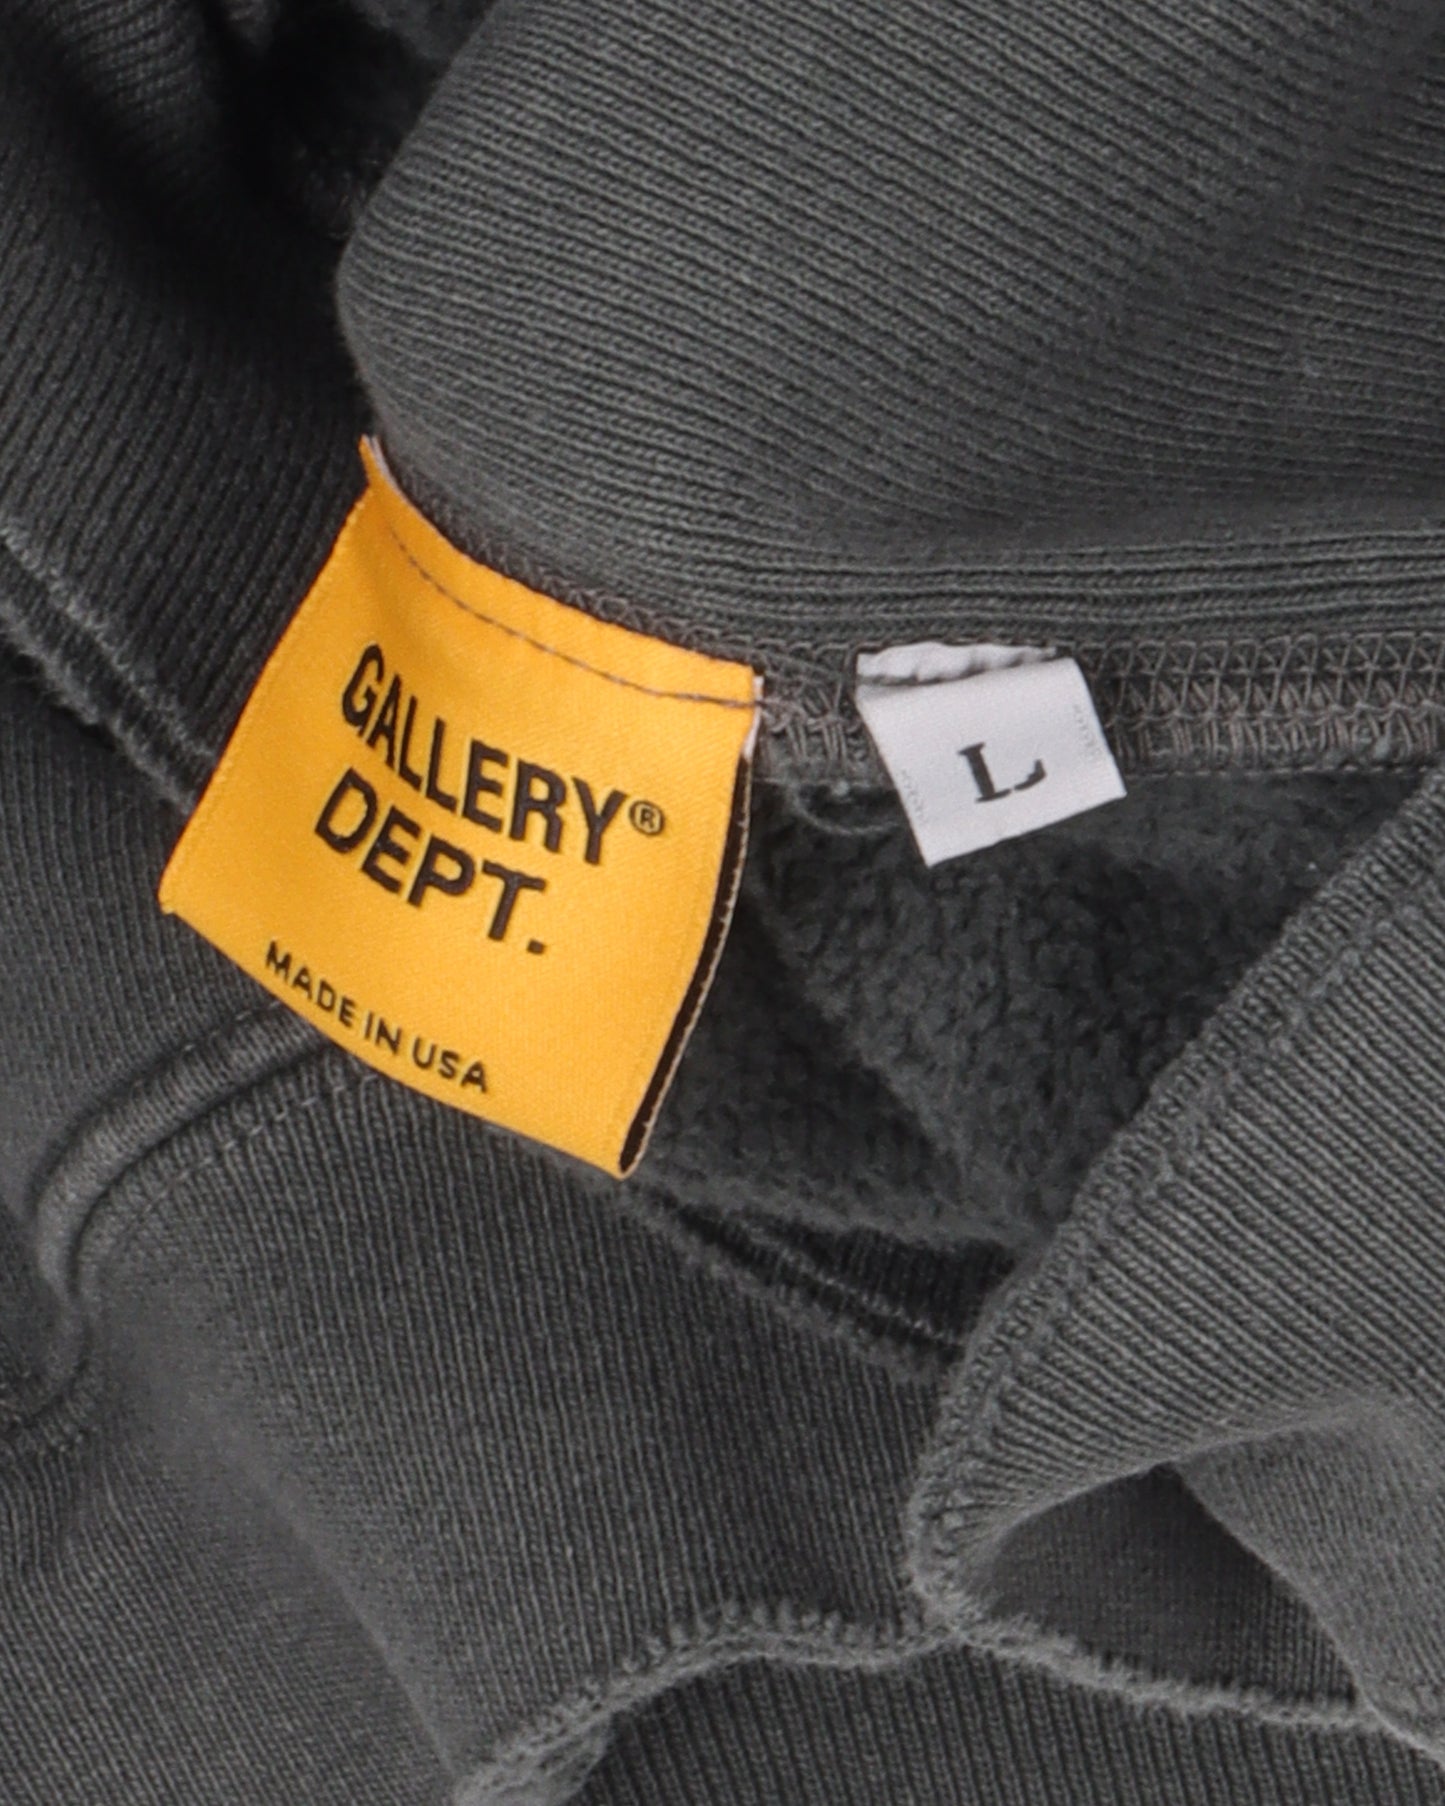 GALLERY®
DEPT.
MADE IN USA
L